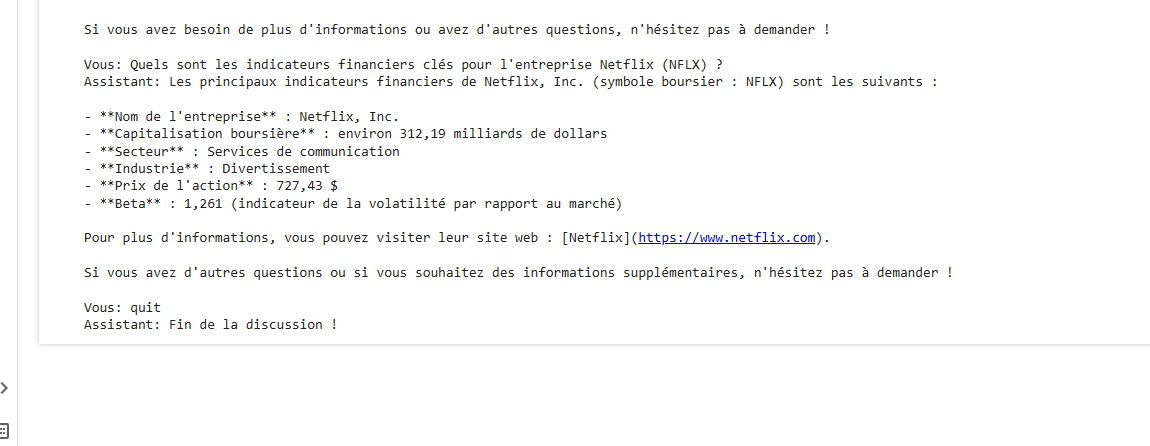 Si vous avez besoin de plus d'informations ou avez d'autres questions, n'hésitez pas à demander !
Vous: Quels sont les indicateurs financiers clés pour l'entreprise Netflix (NFLX) ?
Assistant: Les principaux indicateurs financiers de Netflix, Inc. (symbole boursier : NFLX) sont les suivants :
- **Nom de l'entreprise** : Netflix, Inc.
- **Capitalisation boursière** : environ 312,19 milliards de dollars
- **Secteur** : Services de communication
- **Industrie** : Divertissement
- **Prix de l'action** : 727,43 $
- **Beta** : 1,261 (indicateur de la volatilité par rapport au marché)
Pour plus d'informations, vous pouvez visiter leur site web : [Netflix](https://www.netflix.com).
Si vous avez d'autres questions ou si vous souhaitez des informations supplémentaires, n'hésitez pas à demander !
Vous: quit
Assistant: Fin de la discussion !